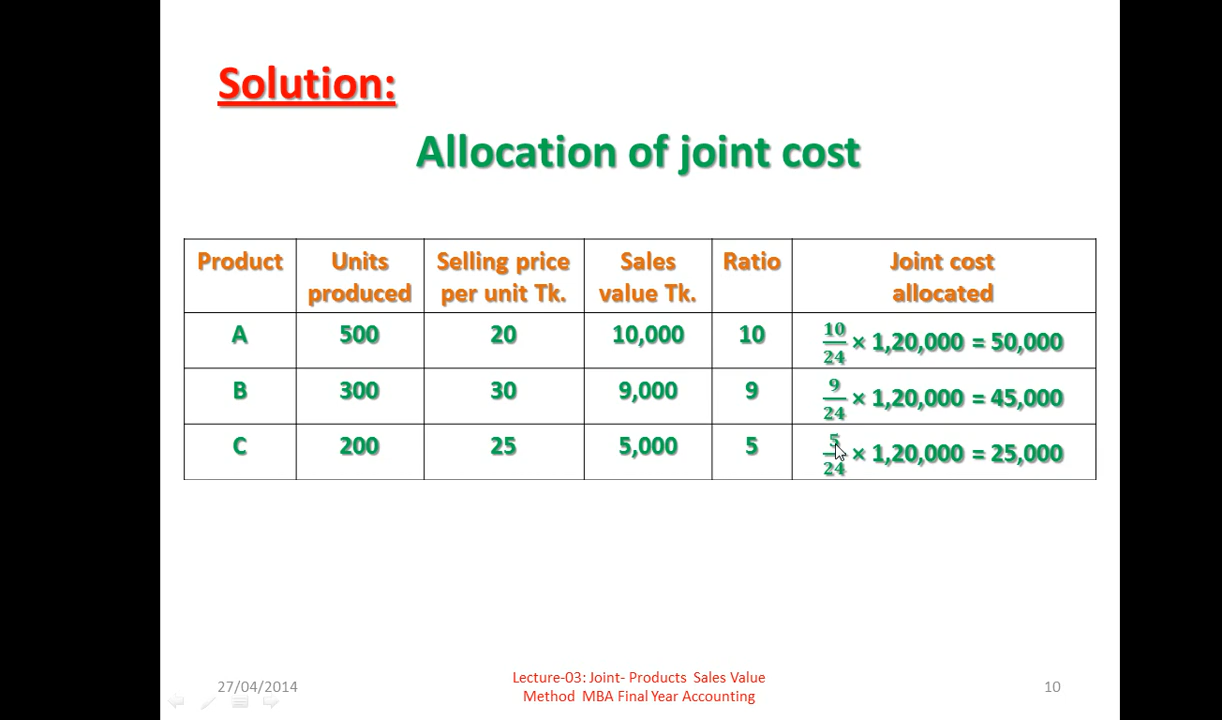 Solution:
Allocation of joint cost
Product Units produced Selling price per unit Tk. Sales value Tk. Ratio Joint cost allocated
A 500 20 10,000 10 10/24 × 1,20,000 = 50,000
B 300 30 9,000 9 9/24 × 1,20,000 = 45,000
C 200 25 5,000 5 5/24 × 1,20,000 = 25,000
27/04/2014
Lecture-03: Joint- Products Sales Value
Method MBA Final Year Accounting
10